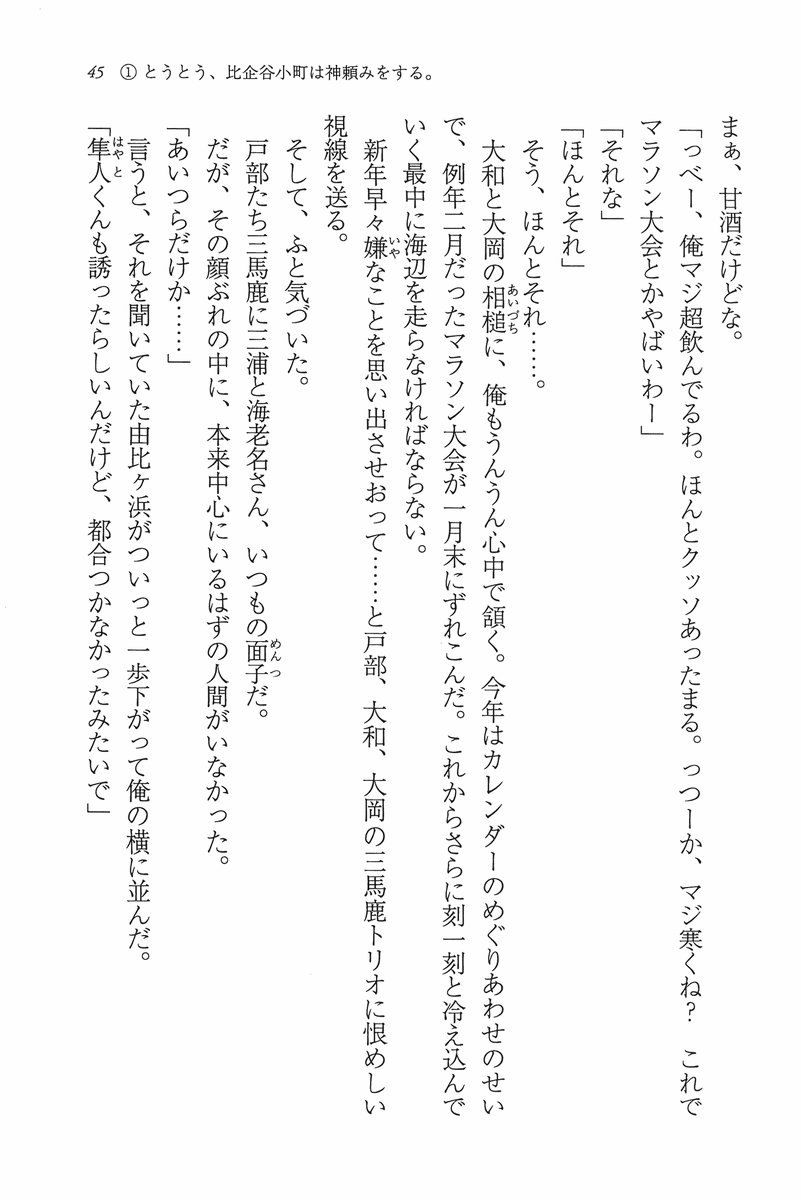 45 ① とうとう、比企谷小町は神頼みをする。
まぁ、甘酒だけどな。
「っべー、俺マジ超飲んでるわ。ほんとクッソあったまる。っつーか、マジ寒くね？　これで
マラソン大会とかやばいわー」
「それな」
「ほんとそれ」
そう、ほんとそれ……。
大和と大岡の相槌に、俺もうんうん心中で頷く。今年はカレンダーのめぐりあわせのせい
で、例年二月だったマラソン大会が一月末にずれこんだ。これからさらに刻一刻と冷え込んで
いく最中に海辺を走らなければならない。
新年早々嫌なことを思い出させおって……と戸部、大和、大岡の三馬鹿トリオに恨めしい
視線を送る。
そして、ふと気づいた。
戸部たち三馬鹿に三浦と海老名さん、いつもの面子だ。
だが、その顔ぶれの中に、本来中心にいるはずの人間がいなかった。
「あいつらだけか……」
言うと、それを聞いていた由比ヶ浜がついっと一歩下がって俺の横に並んだ。
「隼人くんも誘ったらしいんだけど、都合つかなかったみたいで」